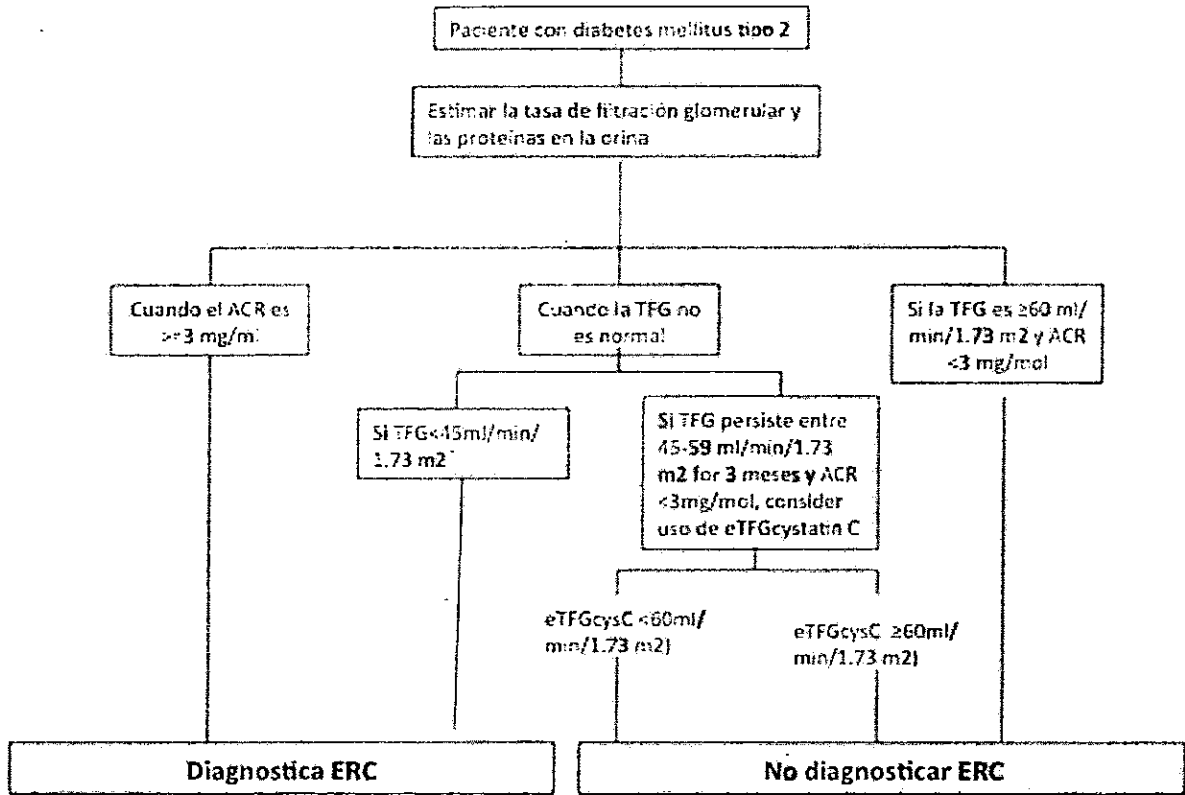 Paciente con diabetes mellitus tipo 2
Estimar la tasa de filtración glomerular y
las proteínas en la orina
Cuando el ACR es
>=3 mg/ml
Cuando la TFG no
es normal
Si la TFG es ≥60 ml/
min/1.73 m2 y ACR
<3 mg/mol
Si TFG<45ml/min/
1.73 m2
Si TFG persiste entre
45-59 ml/min/1.73
m2 for 3 meses y ACR
<3mg/mol, consider
uso de eTFGcystatin C
eTFGcysC <60ml/
min/1.73 m2)
eTFGcysC ≥60ml/
min/1.73 m2)
Diagnostica ERC
No diagnosticar ERC